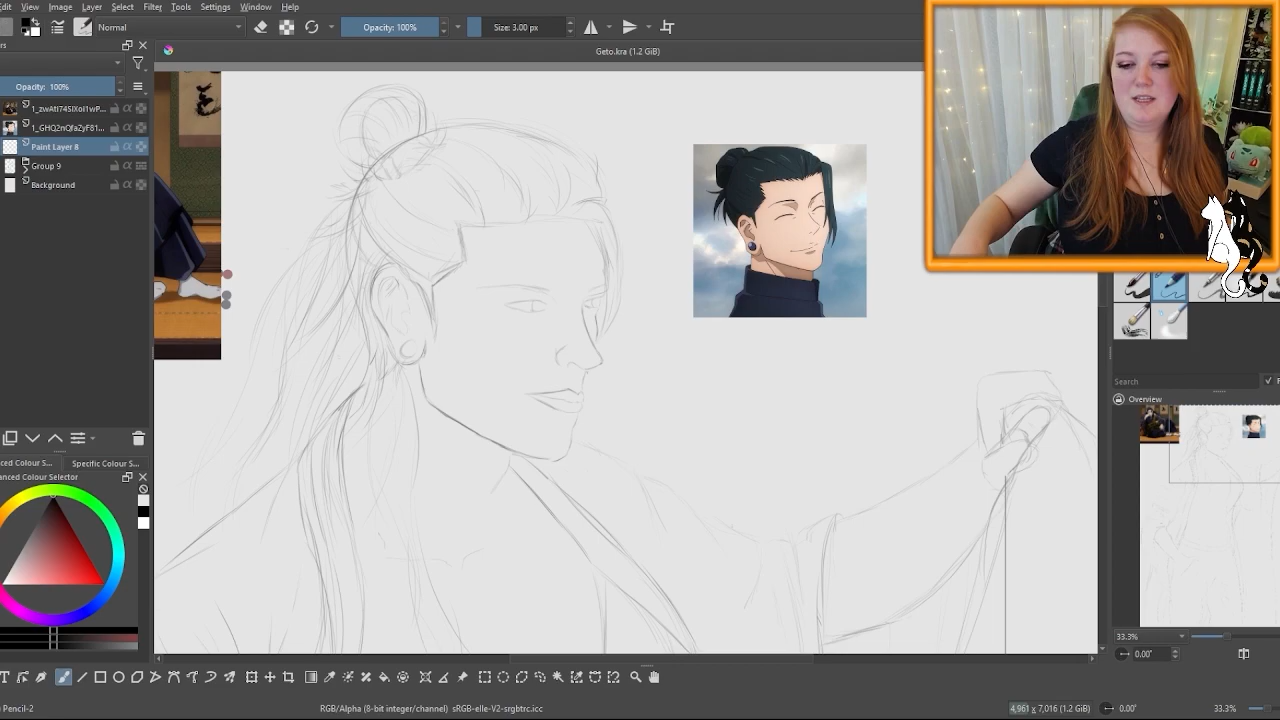 View Image Layer Select Filter Tools Settings Window Help
Normal
Opacity: 100%
Size: 3.00 px
Geto.kra (1.2 GiB)
Opacity: 100%
Paint Layer 8
Group 9
Background
Specific Colour S...
anced Colour Selector
Search
Overview
33.3%
0.00°
Pencil-2
RGB/Alpha (8-bit integer/channel) sRGB-elle-V2-srgbtrc.icc
4,961 x 7,016 (1.2 GiB)
0.00°
33.3%